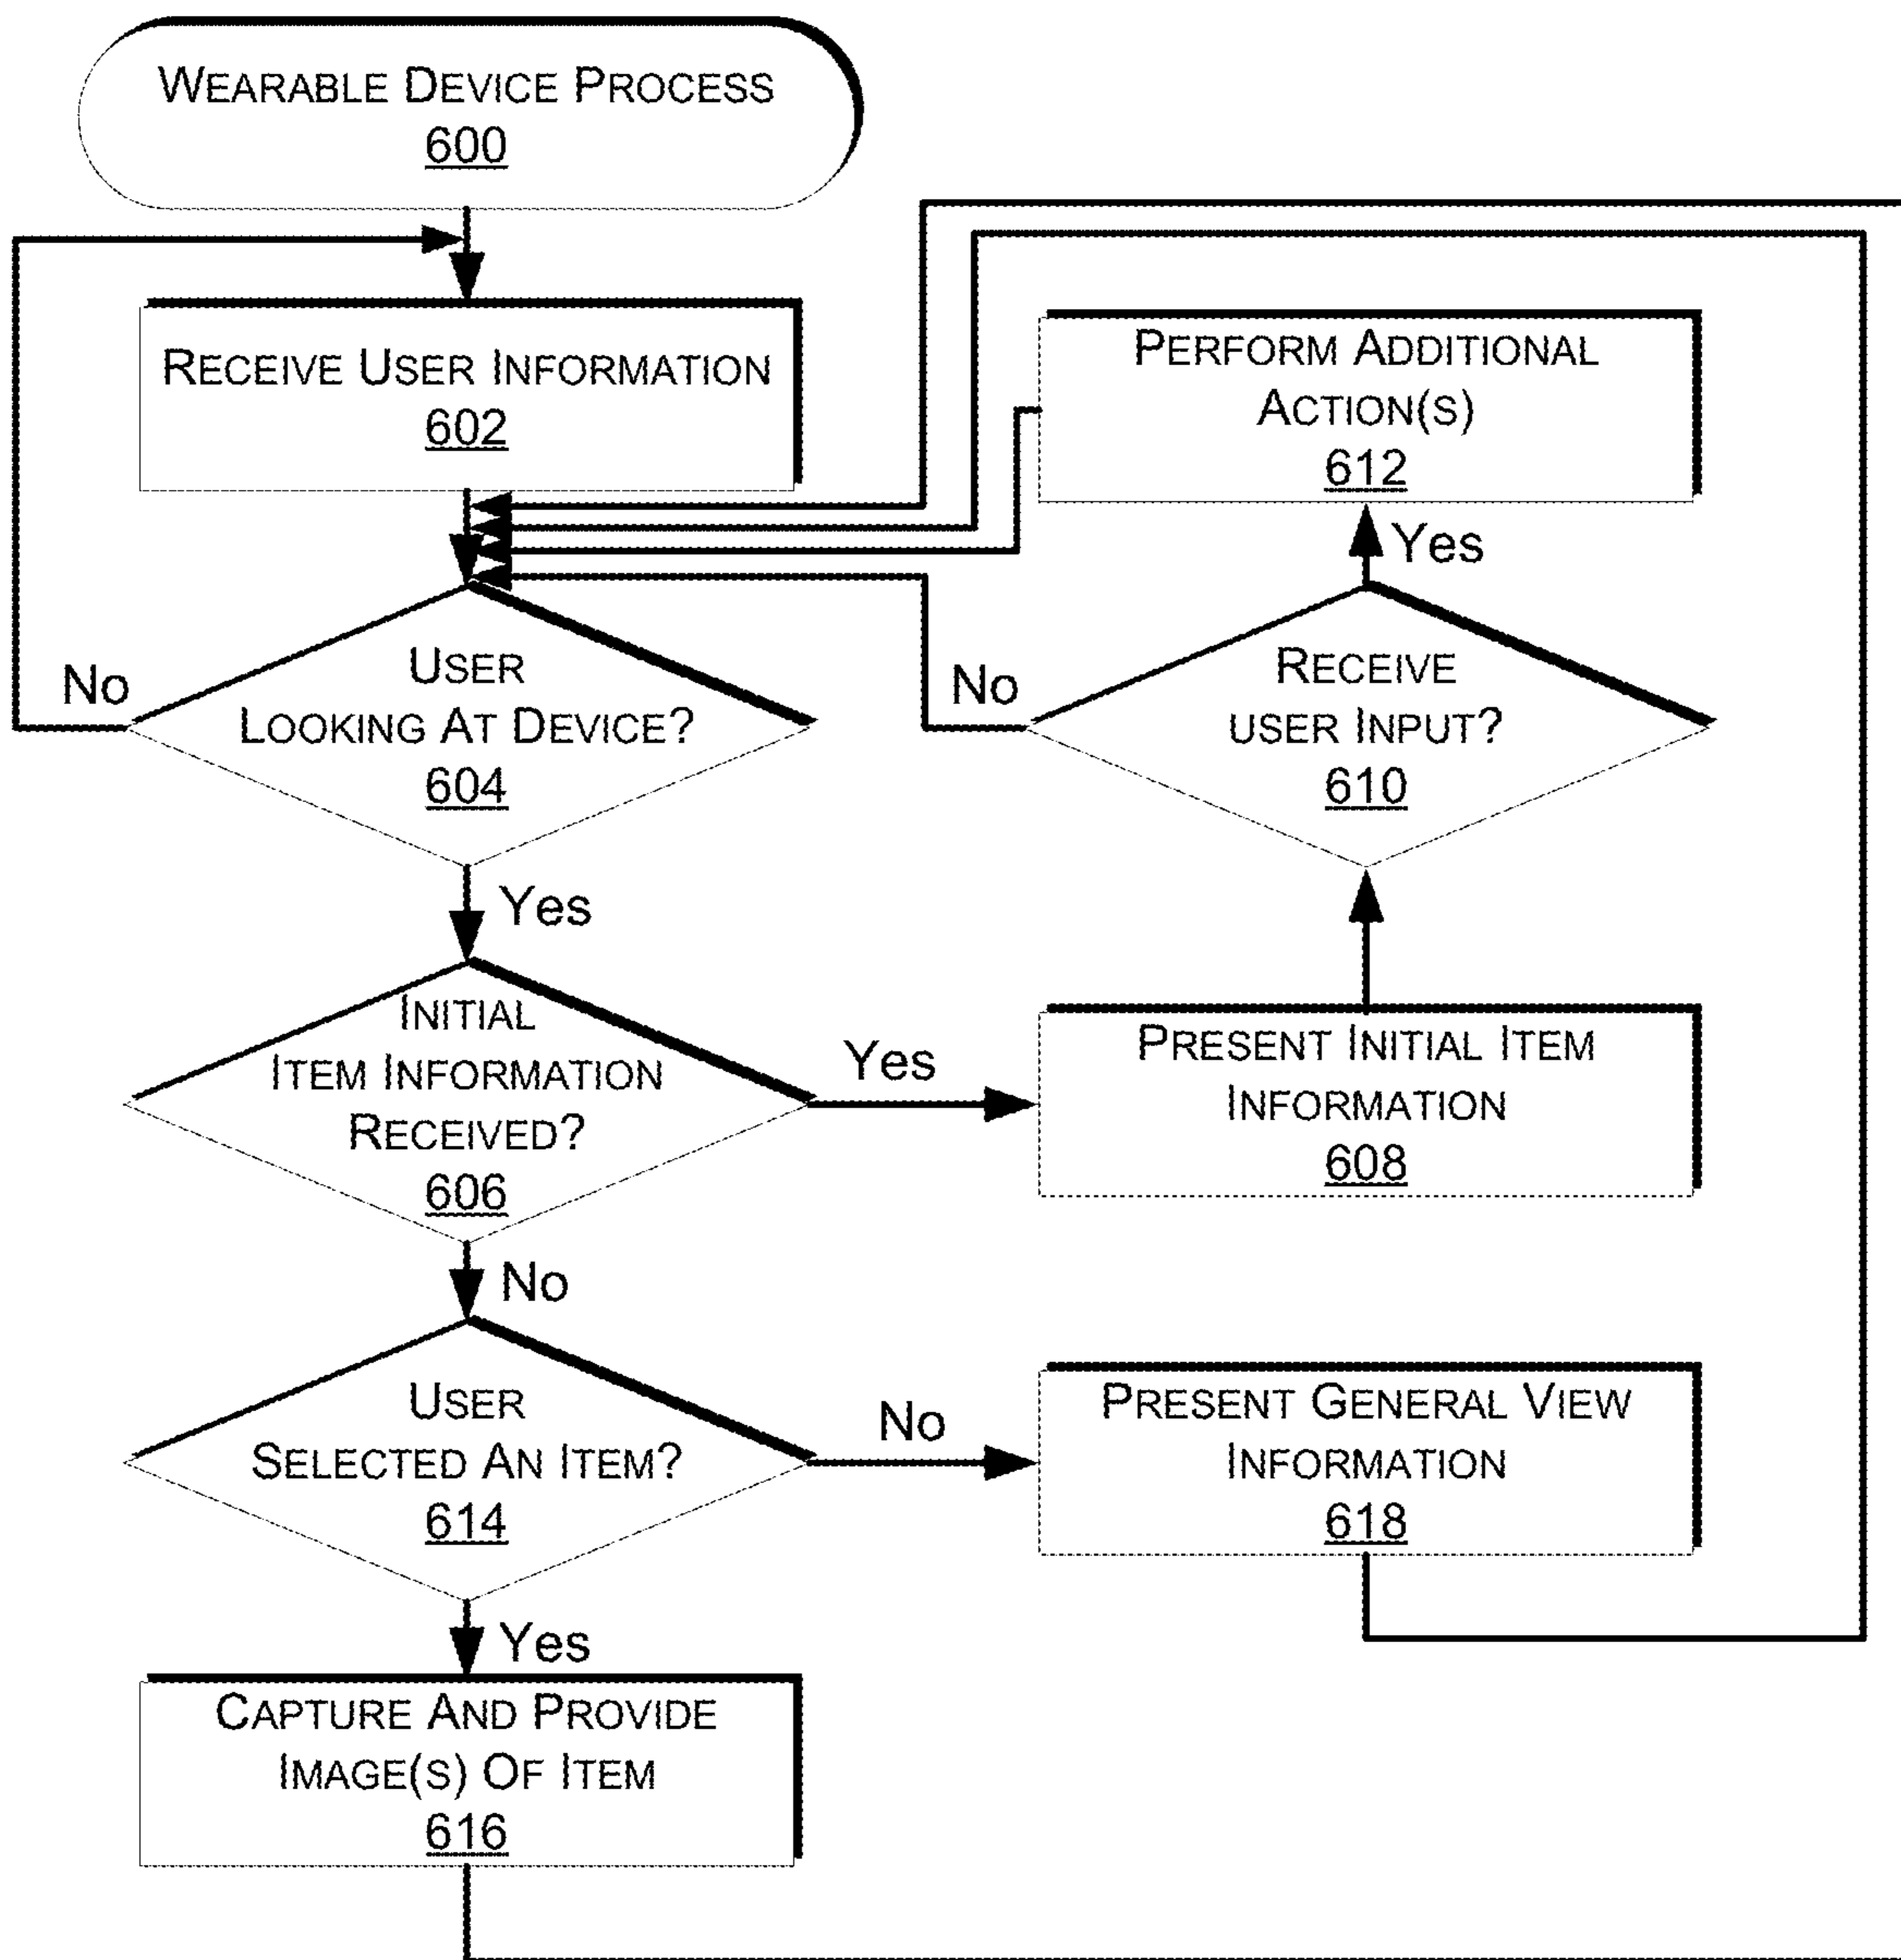 WEARABLE DEVICE PROCESS
600
RECEIVE USER INFORMATION
602
PERFORM ADDITIONAL
ACTION(S)
612
Yes
No
USER
LOOKING AT DEVICE?
604
No
RECEIVE
USER INPUT?
610
Yes
INITIAL
ITEM INFORMATION
RECEIVED?
606
Yes
PRESENT INITIAL ITEM
INFORMATION
608
No
USER
SELECTED AN ITEM?
614
No
PRESENT GENERAL VIEW
INFORMATION
618
Yes
CAPTURE AND PROVIDE
IMAGE(S) OF ITEM
616